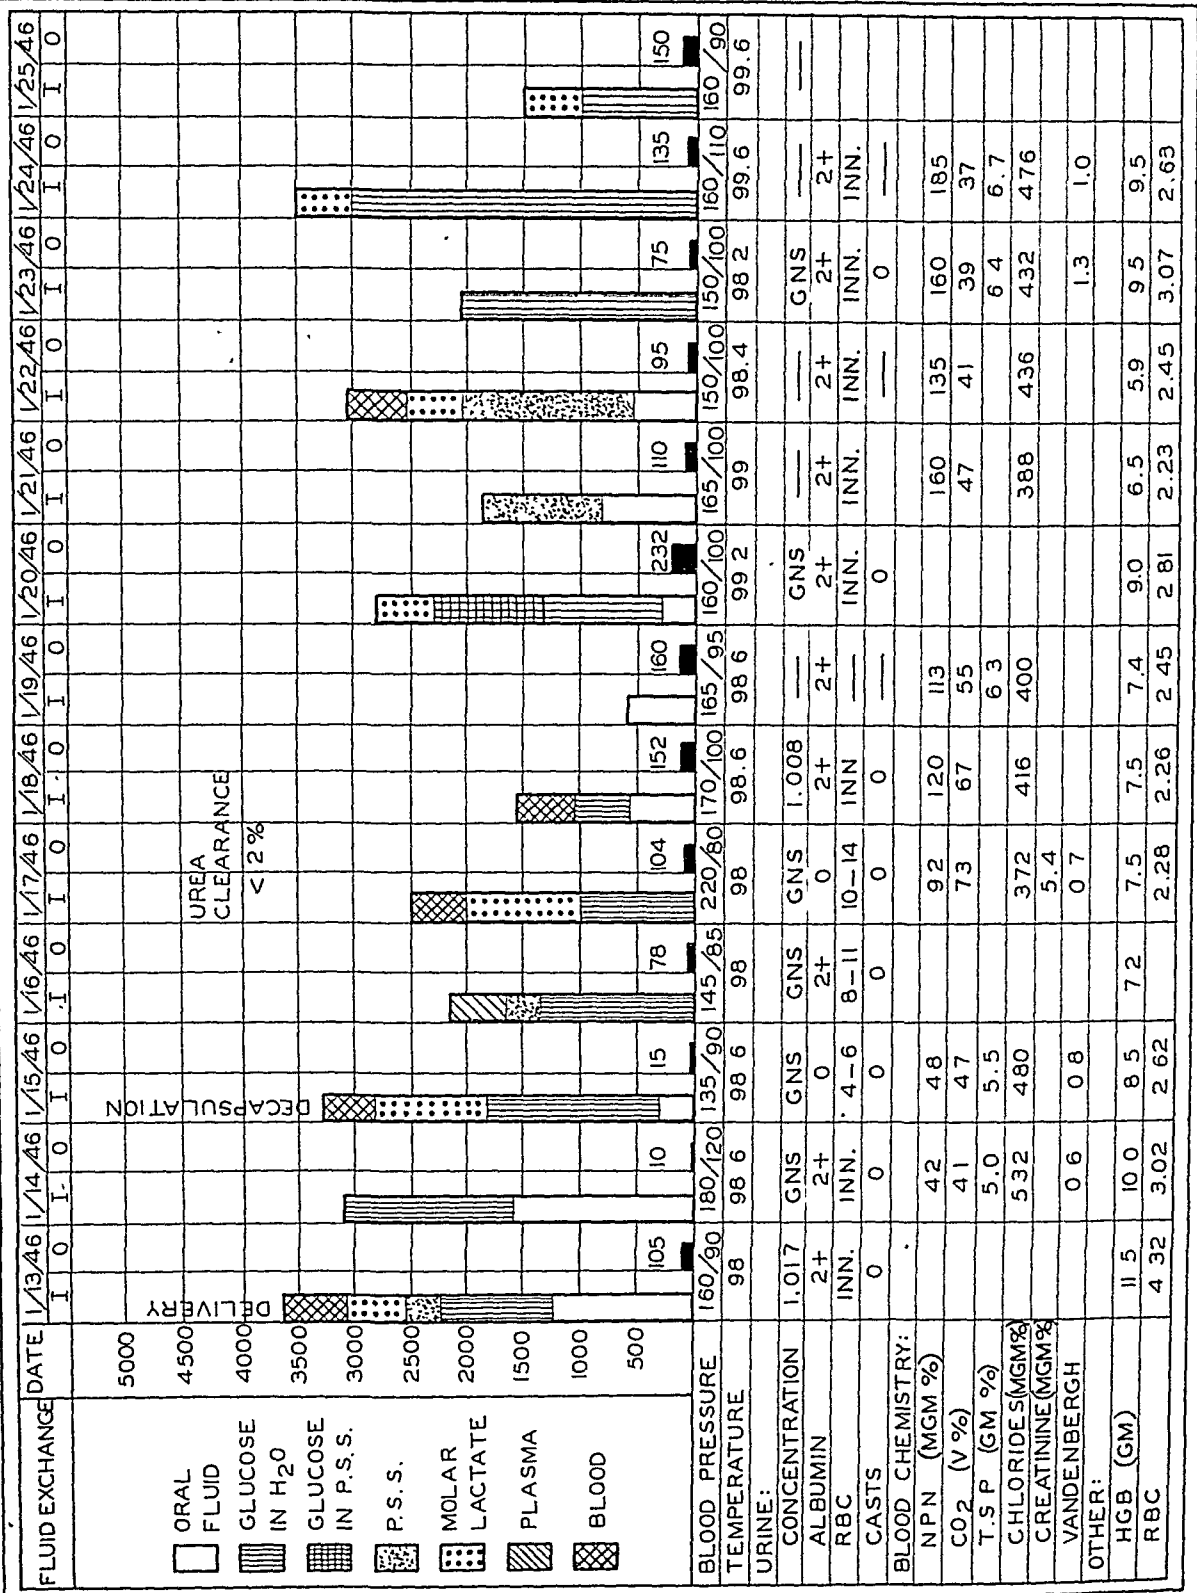 FLUID EXCHANGE DATE 1/13/46 1/14/46 1/15/46 1/16/46 1/17/46 1/18/46 1/19/46 1/20/46 1/21/46 1/22/46 1/23/46 1/24/46 1/25/46
I O I O I O I O I O I O I O I O I O I O I O I O I O
ORAL FLUID
GLUCOSE IN H2O
GLUCOSE IN P.S.S.
P.S.S.
MOLAR LACTATE
PLASMA
BLOOD
5000
4500
4000
3500
3000
2500
2000
1500
1000
500
DELIVERY
DECAPSULATION
UREA
CLEARANCE
< 2%
105 10 15 78 104 152 160 232 110 95 75 135 150
BLOOD PRESSURE 160/90 180/120 135/90 145/85 220/80 170/100 165/95 160/100 165/100 150/100 150/100 160/110 160/90
TEMPERATURE 98 98 6 98 6 98 98 98.6 98 6 99 2 99 98.4 98 2 99.6 99.6
URINE:
CONCENTRATION 1.017 GNS GNS GNS GNS 1.008 — GNS — — GNS — —
ALBUMIN 2+ 2+ 0 2+ 0 2+ 2+ 2+ 2+ 2+ 2+ 2+
RBC INN. INN. 4-6 8-11 10-14 INN — INN. INN. INN. INN. INN.
CASTS 0 0 0 0 0 0 — 0 — 0 —
BLOOD CHEMISTRY:
NPN (MGM %) 42 48 92 120 113 160 135 160 185
CO2 (V %) 41 47 73 67 55 47 41 39 37
T.S P (GM %) 5.0 5.5 6 3 6 4 6.7
CHLORIDES (MGM%) 532 480 372 416 400 388 436 432 476
CREATININE (MGM%) 5.4
VANDENBERGH 0 6 0 8 0 7 1.3 1.0
OTHER:
HGB (GM) 11 5 10 0 8 5 7 2 7.5 7.5 7.4 9.0 6.5 5.9 9 5 9.5
RBC 4 32 3.02 2 62 2.28 2.26 2 45 2 81 2.23 2.45 3.07 2.63